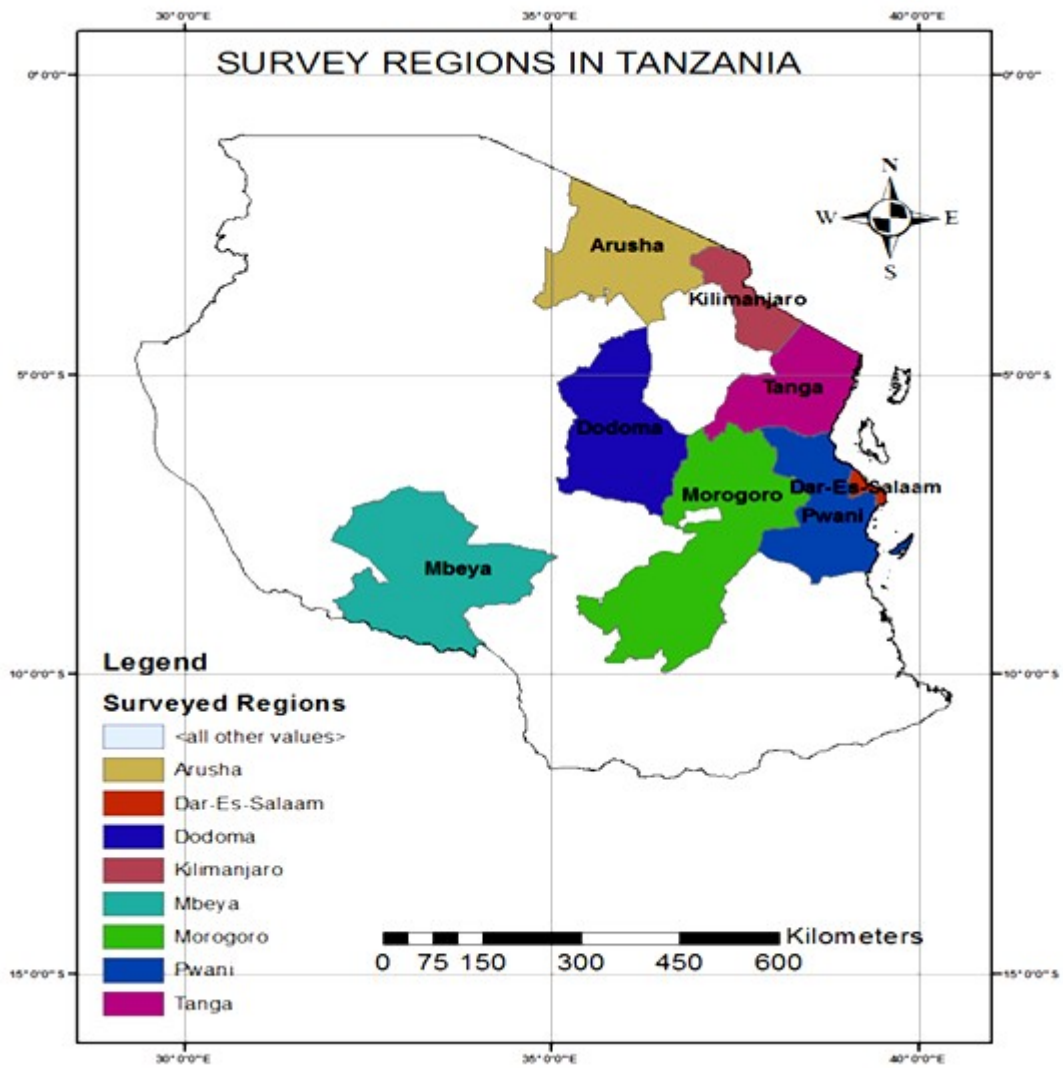 30°0'0"E 35°0'0"E 40°0'0"E
SURVEY REGIONS IN TANZANIA
0°0'0" 0°0'0"
N
W E
S
Arusha
Kilimanjaro
5°0'0"S 5°0'0"S
Tanga
Dodoma
Dar-Es-Salaam
Morogoro
Pwani
Mbeya
10°0'0"S 10°0'0"S
Legend
Surveyed Regions
<all other values>
Arusha
Dar-Es-Salaam
Dodoma
Kilimanjaro
Mbeya
Morogoro
Pwani
Tanga
Kilometers
0 75 150 300 450 600
15°0'0"S 15°0'0"S
30°0'0"E 35°0'0"E 40°0'0"E